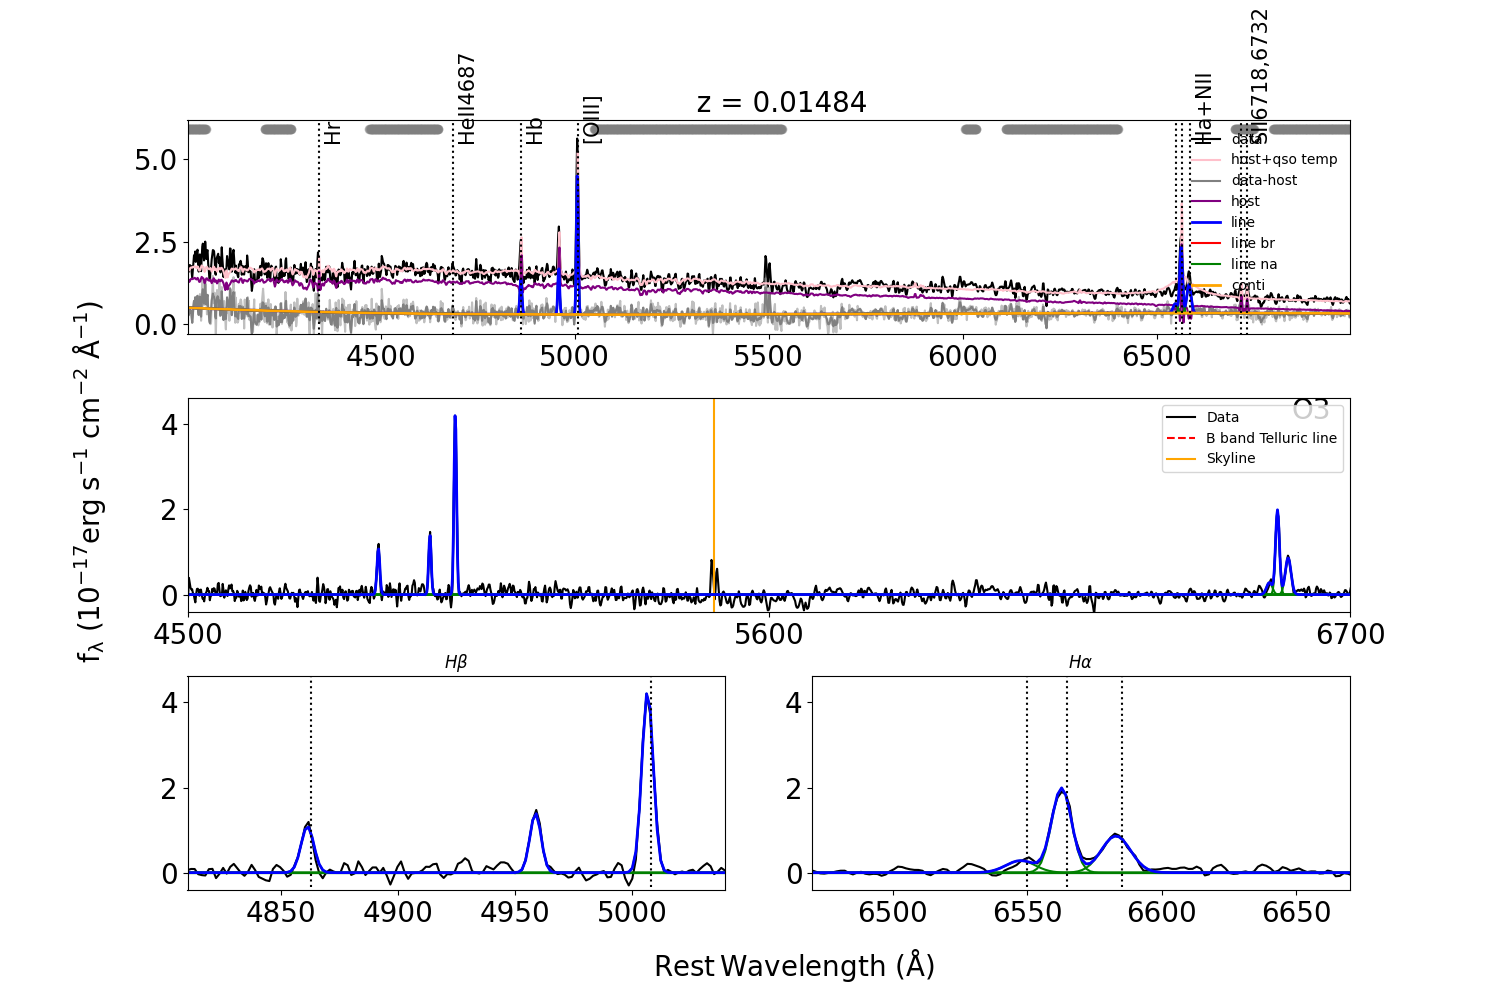 z = 0.01484
Hr
HeII4687
Hb
[OIII]
Ha+NII
SII6718,6732
5.0
2.5
0.0
data
host+qso temp
data-host
host
line
line br
line na
conti
4500 5000 5500 6000 6500
fλ (10−17erg s−1 cm−2 Å−1)
O3
4
2
0
Data
B band Telluric line
Skyline
4500 5600 6700
Hβ
4
2
0
4850 4900 4950 5000
Hα
4
2
0
6500 6550 6600 6650
Rest Wavelength (Å)